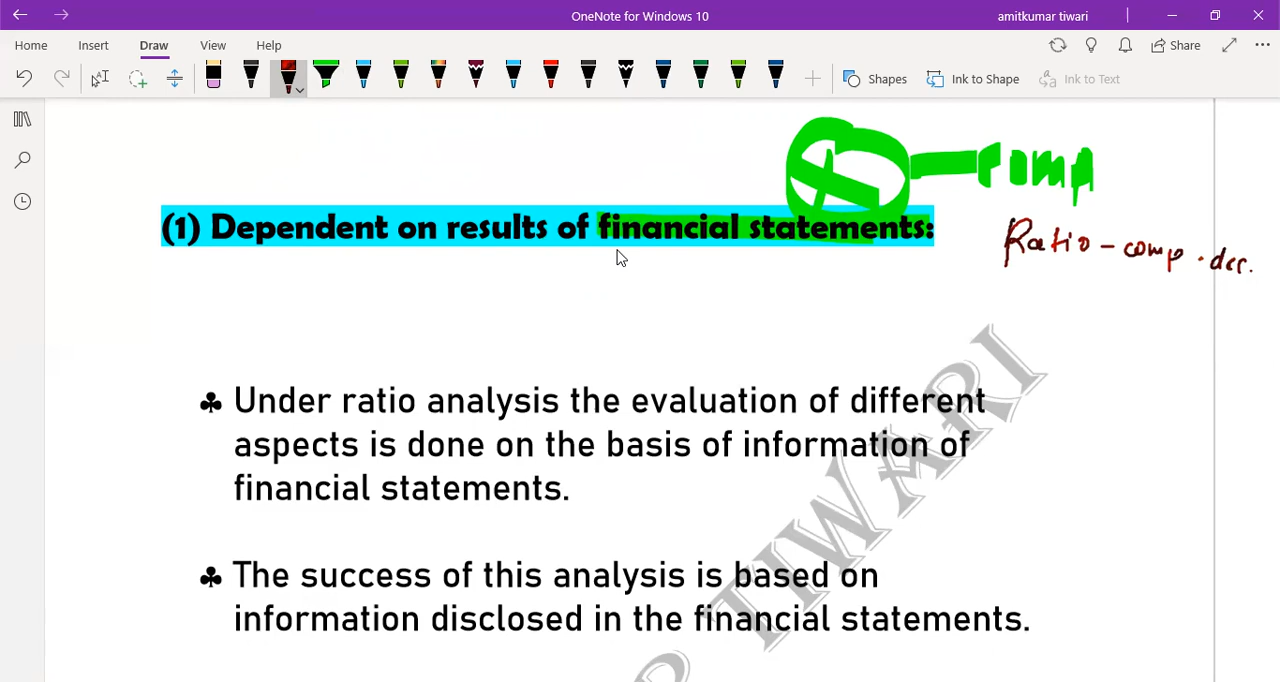 OneNote for Windows 10
amitkumar tiwari
Home Insert Draw View Help
Share
Shapes
Ink to Shape
Ink to Text
comp
(1) Dependent on results of financial statements:
Ratio - comp . dec.
♣ Under ratio analysis the evaluation of different
aspects is done on the basis of information of
financial statements.
♣ The success of this analysis is based on
information disclosed in the financial statements.
TIWARI